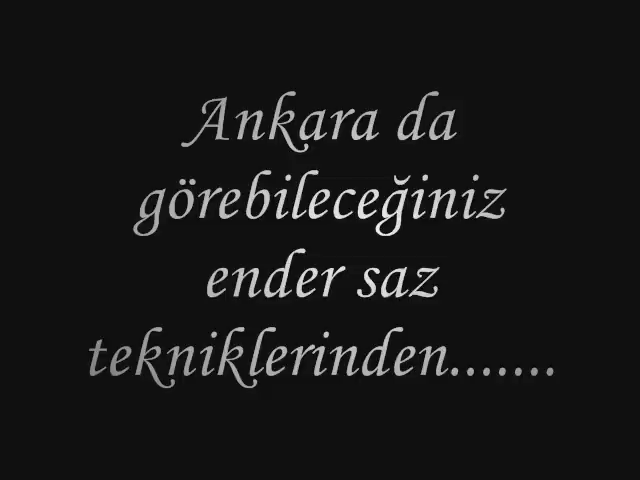 Ankara da
görebileceğiniz
ender saz
tekniklerinden.......